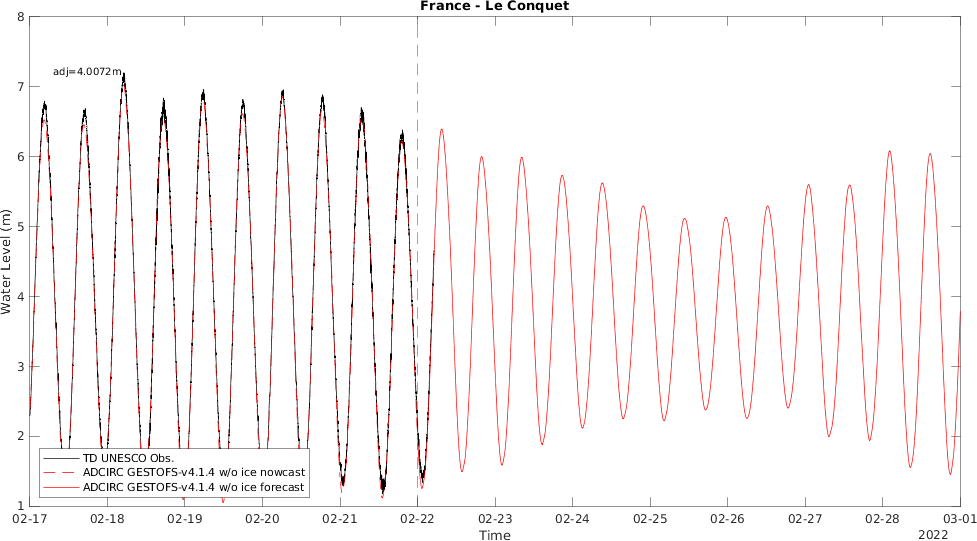 France - Le Conquet
8
7
6
5
4
3
2
1
Water Level (m)
adj=4.0072m
TD UNESCO Obs.
ADCIRC GESTOFS-v4.1.4 w/o ice nowcast
ADCIRC GESTOFS-v4.1.4 w/o ice forecast
02-17 02-18 02-19 02-20 02-21 02-22 02-23 02-24 02-25 02-26 02-27 02-28 03-01
Time
2022